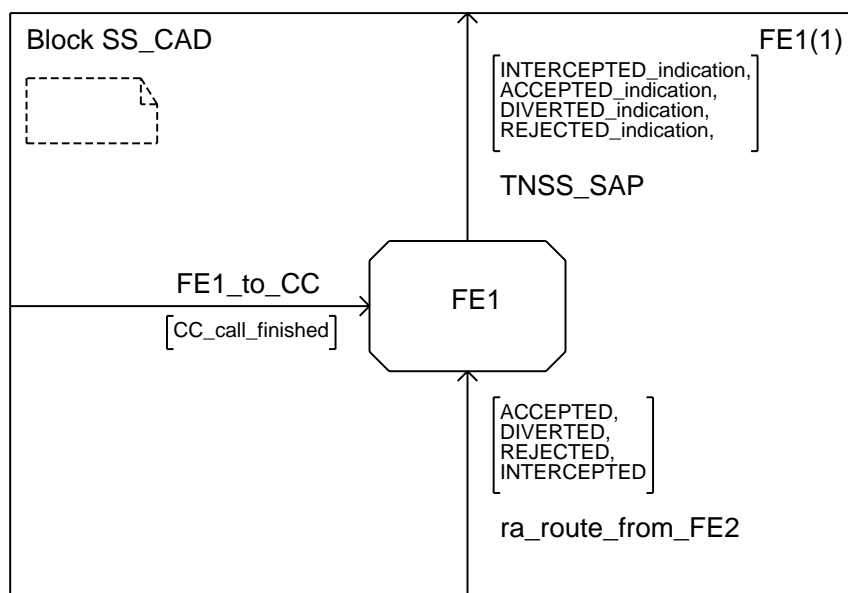 Block SS_CAD
FE1(1)
INTERCEPTED_indication,
ACCEPTED_indication,
DIVERTED_indication,
REJECTED_indication,
TNSS_SAP
FE1_to_CC
CC_call_finished
FE1
ACCEPTED,
DIVERTED,
REJECTED,
INTERCEPTED
ra_route_from_FE2